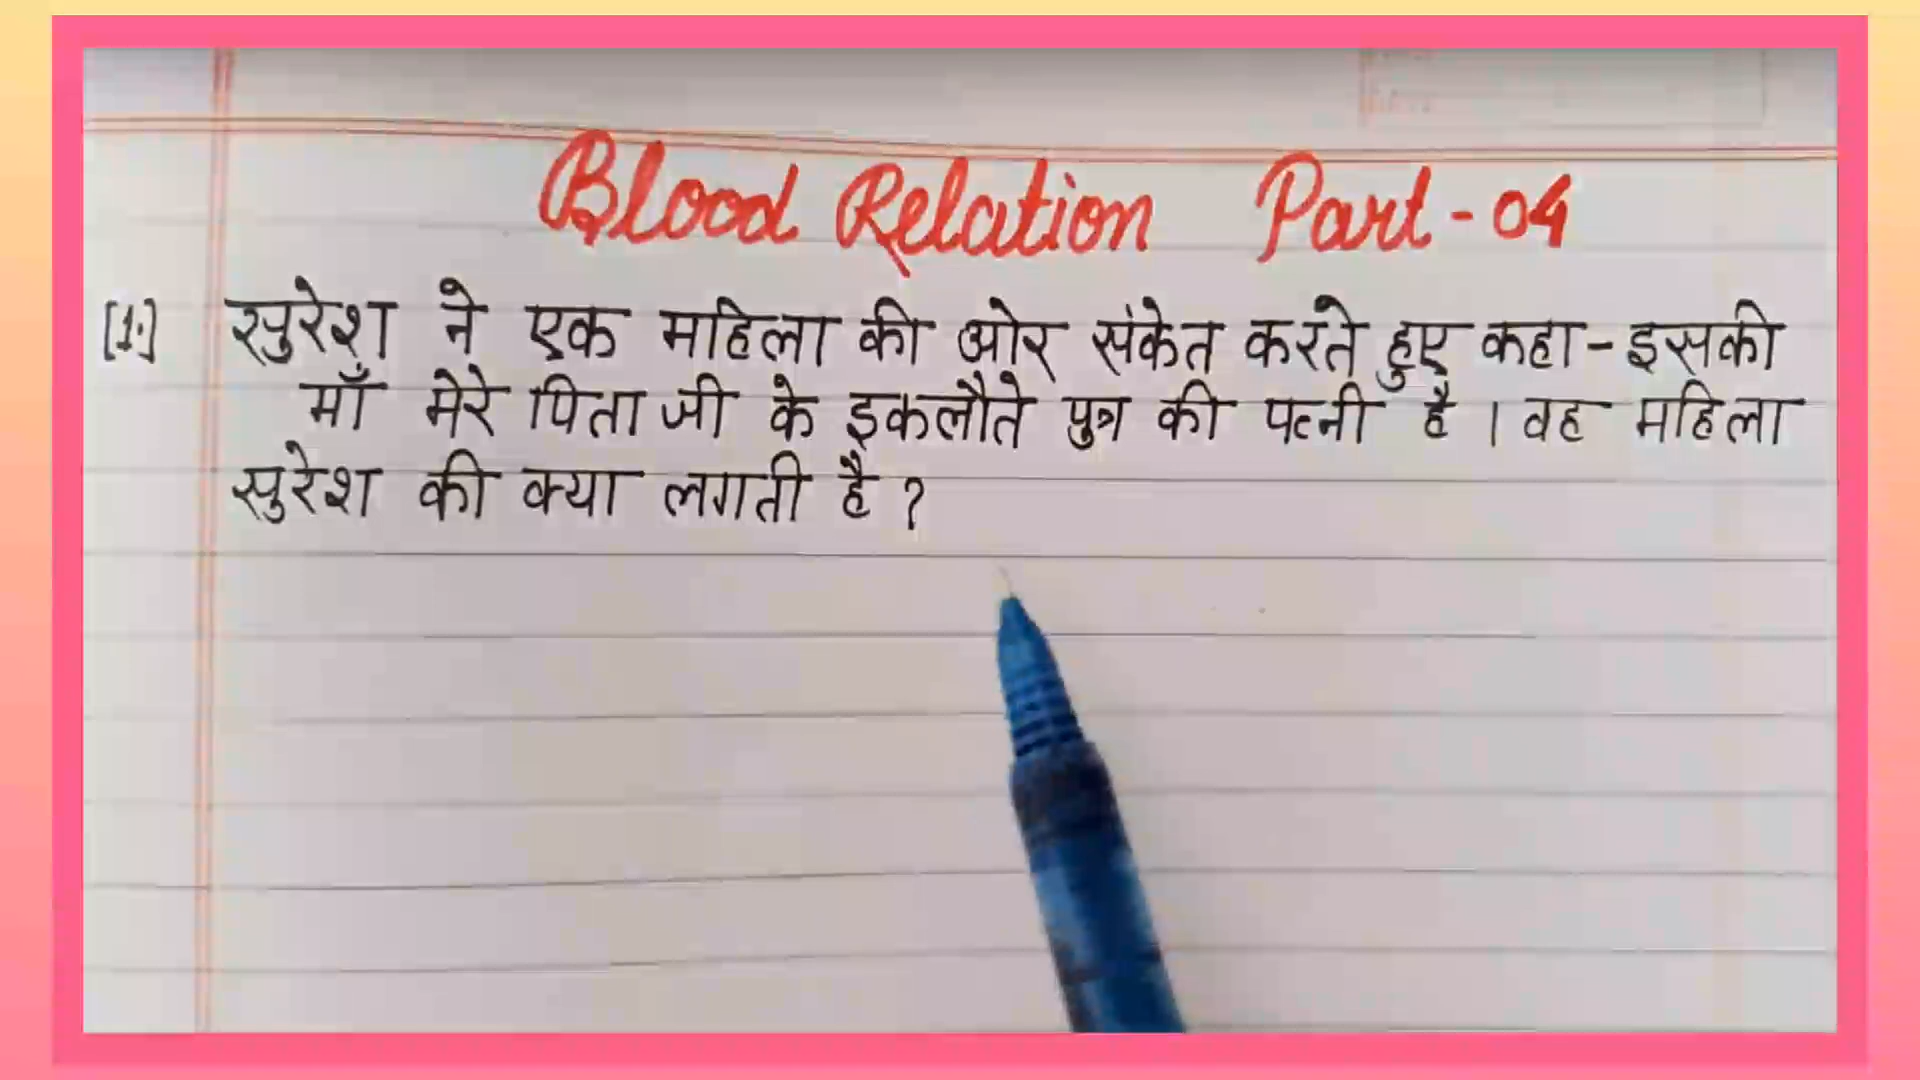 Blood Relation Part - 04
[1.] सुरेश ने एक महिला की ओर संकेत करते हुए कहा - इसकी
माँ मेरे पिता जी के इकलौते पुत्र की पत्नी है । वह महिला
सुरेश की क्या लगती है ?